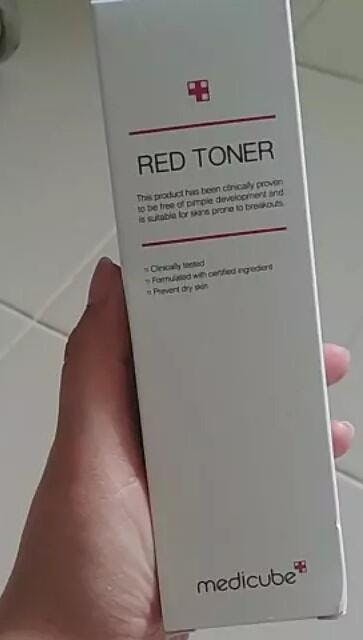 RED TONER
This product has been clinically proven
to be free of pimple development and
is suitable for skins prone to breakouts.
Clinically tested
Formulated with certified ingredient
Prevent dry skin
medicube